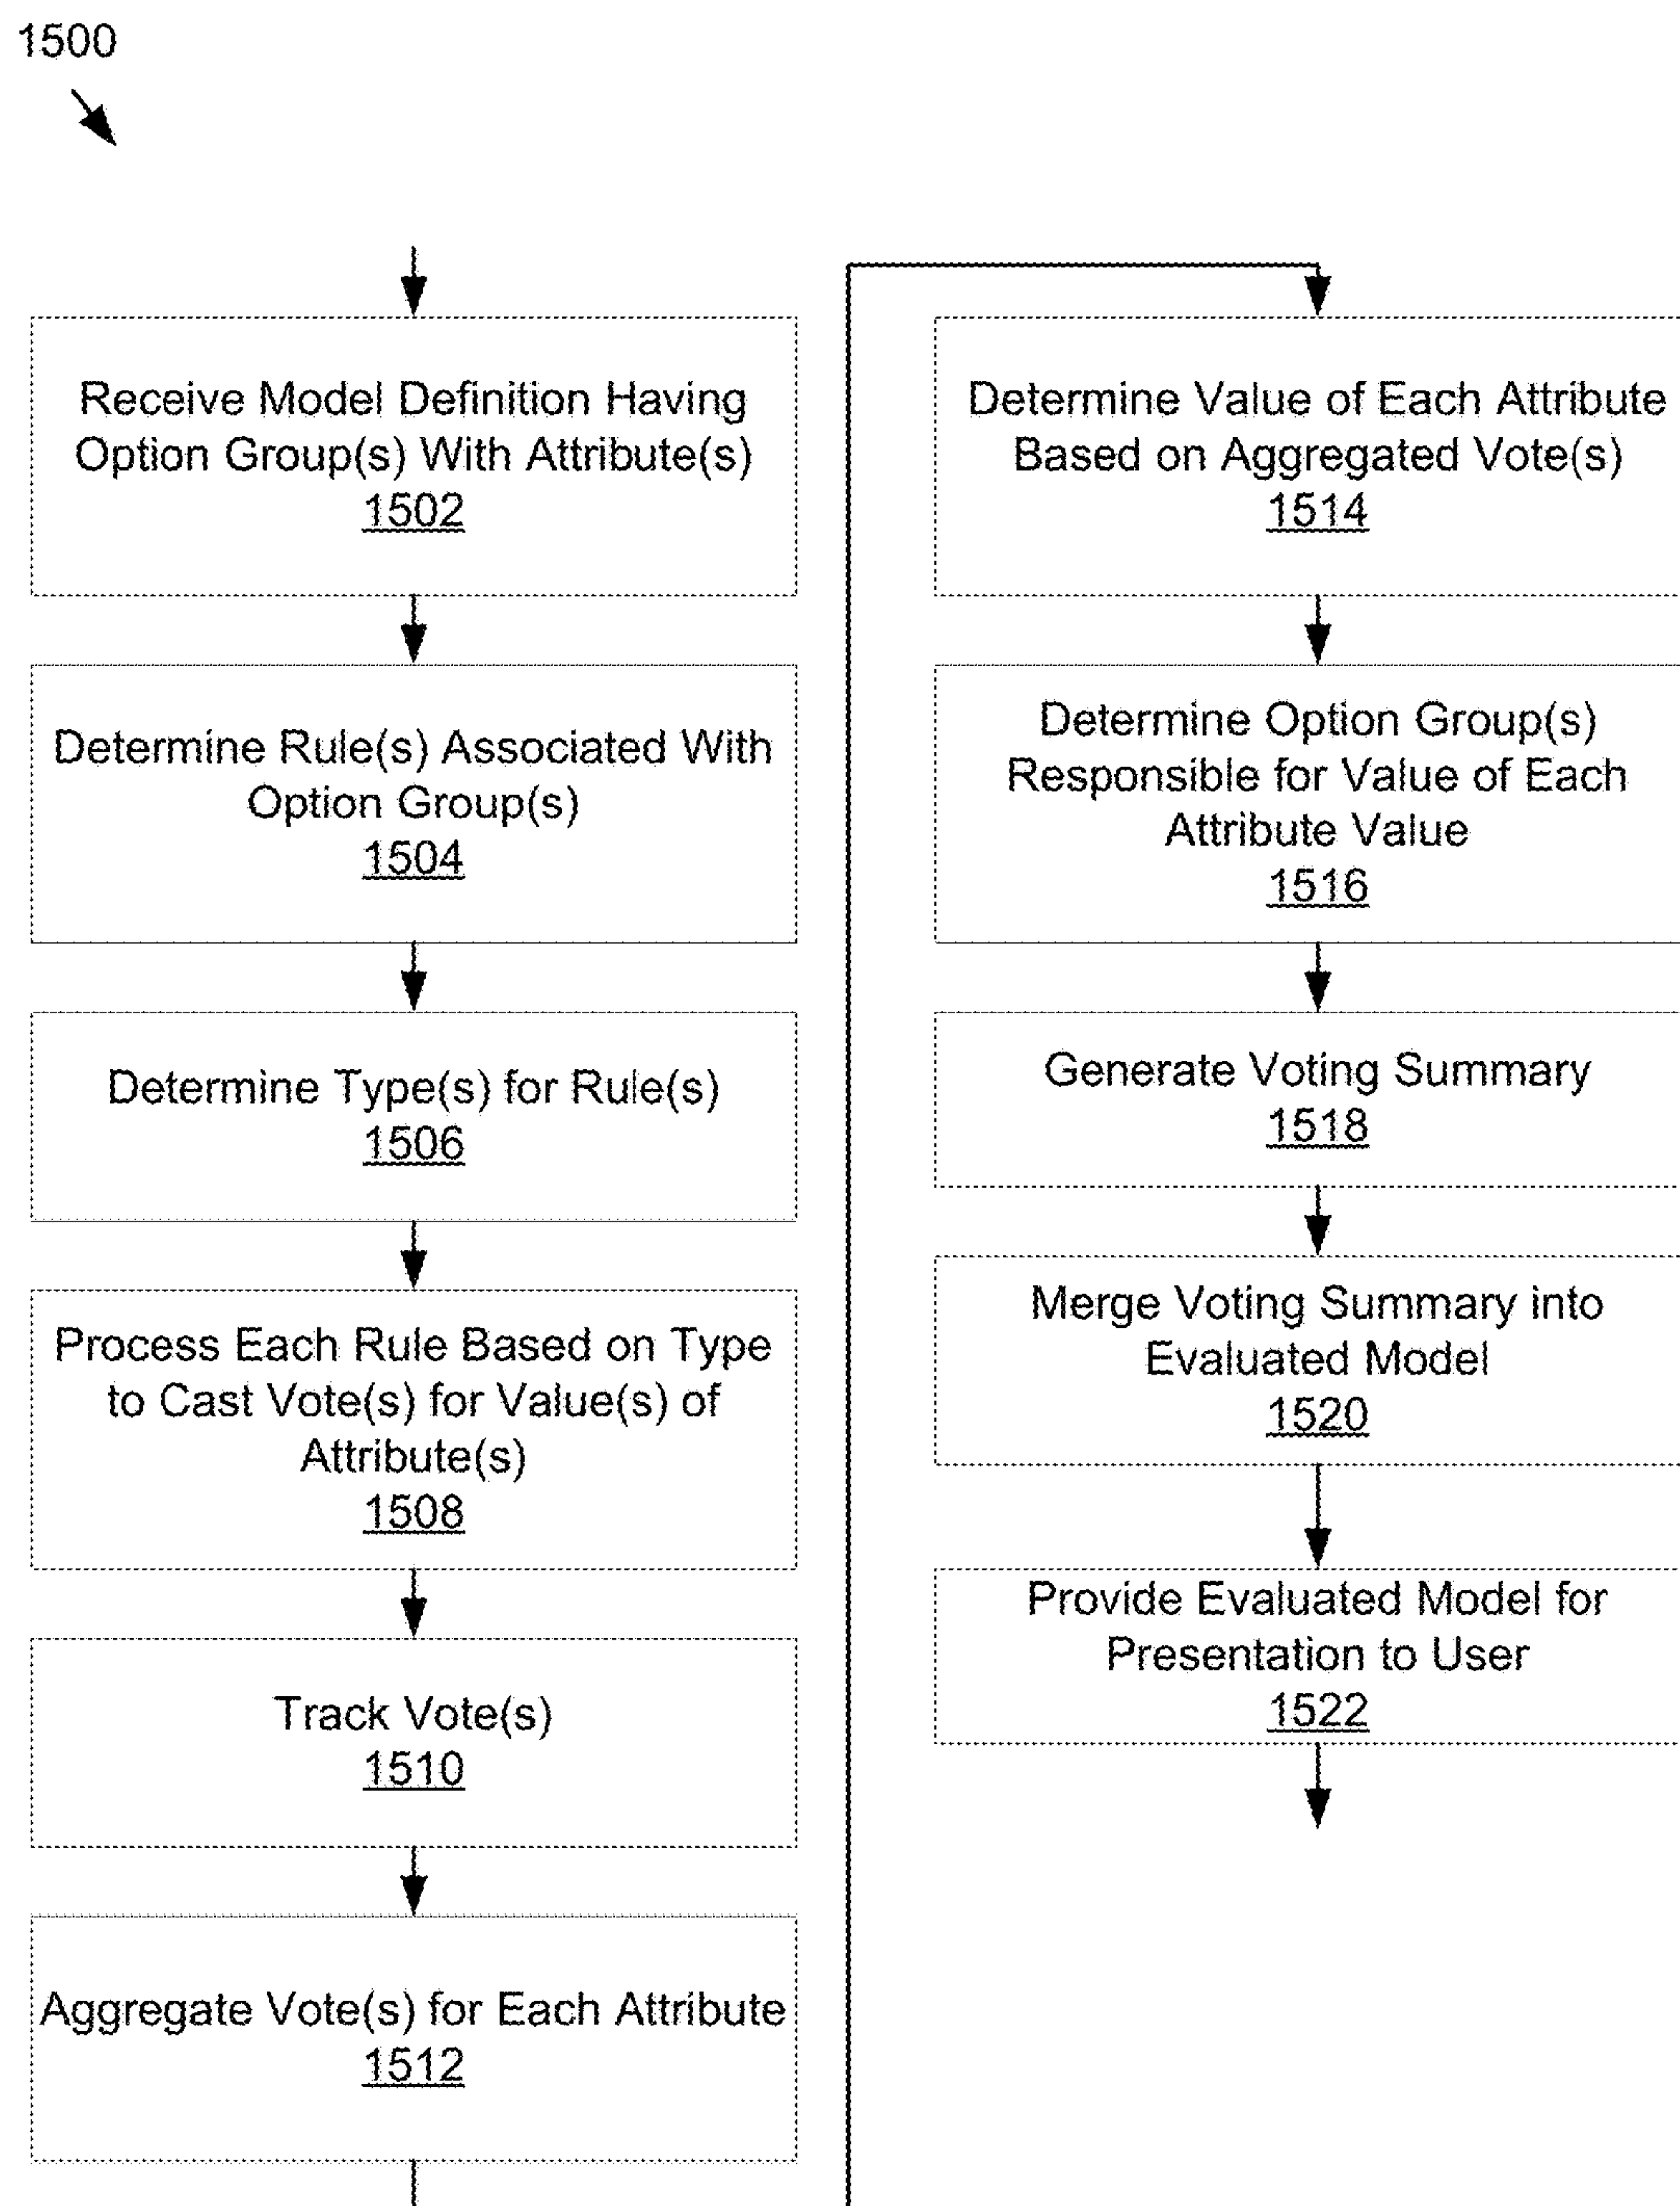 1500
Receive Model Definition Having
Option Group(s) With Attribute(s)
1502
Determine Rule(s) Associated With
Option Group(s)
1504
Determine Type(s) for Rule(s)
1506
Process Each Rule Based on Type
to Cast Vote(s) for Value(s) of
Attribute(s)
1508
Track Vote(s)
1510
Aggregate Vote(s) for Each Attribute
1512
Determine Value of Each Attribute
Based on Aggregated Vote(s)
1514
Determine Option Group(s)
Responsible for Value of Each
Attribute Value
1516
Generate Voting Summary
1518
Merge Voting Summary into
Evaluated Model
1520
Provide Evaluated Model for
Presentation to User
1522